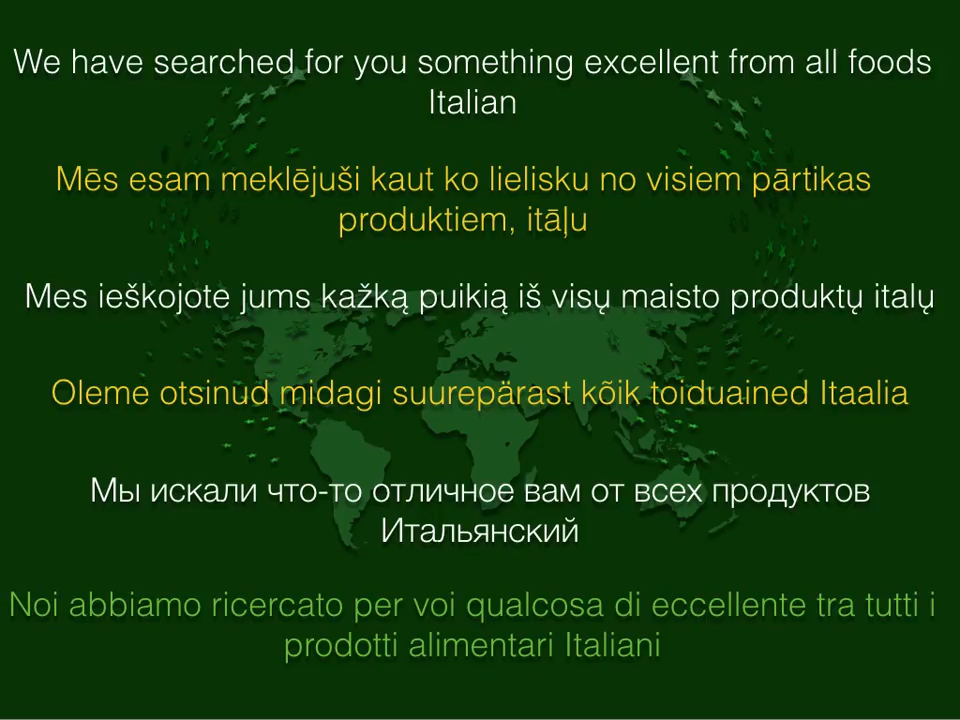 We have searched for you something excellent from all foods
Italian
Mēs esam meklējuši kaut ko lielisku no visiem pārtikas
produktiem, itāļu
Mes ieškojote jums kažką puikią iš visų maisto produktų italų
Oleme otsinud midagi suurepärast kõik toiduained Itaalia
Мы искали что-то отличное вам от всех продуктов
Итальянский
Noi abbiamo ricercato per voi qualcosa di eccellente tra tutti i
prodotti alimentari Italiani